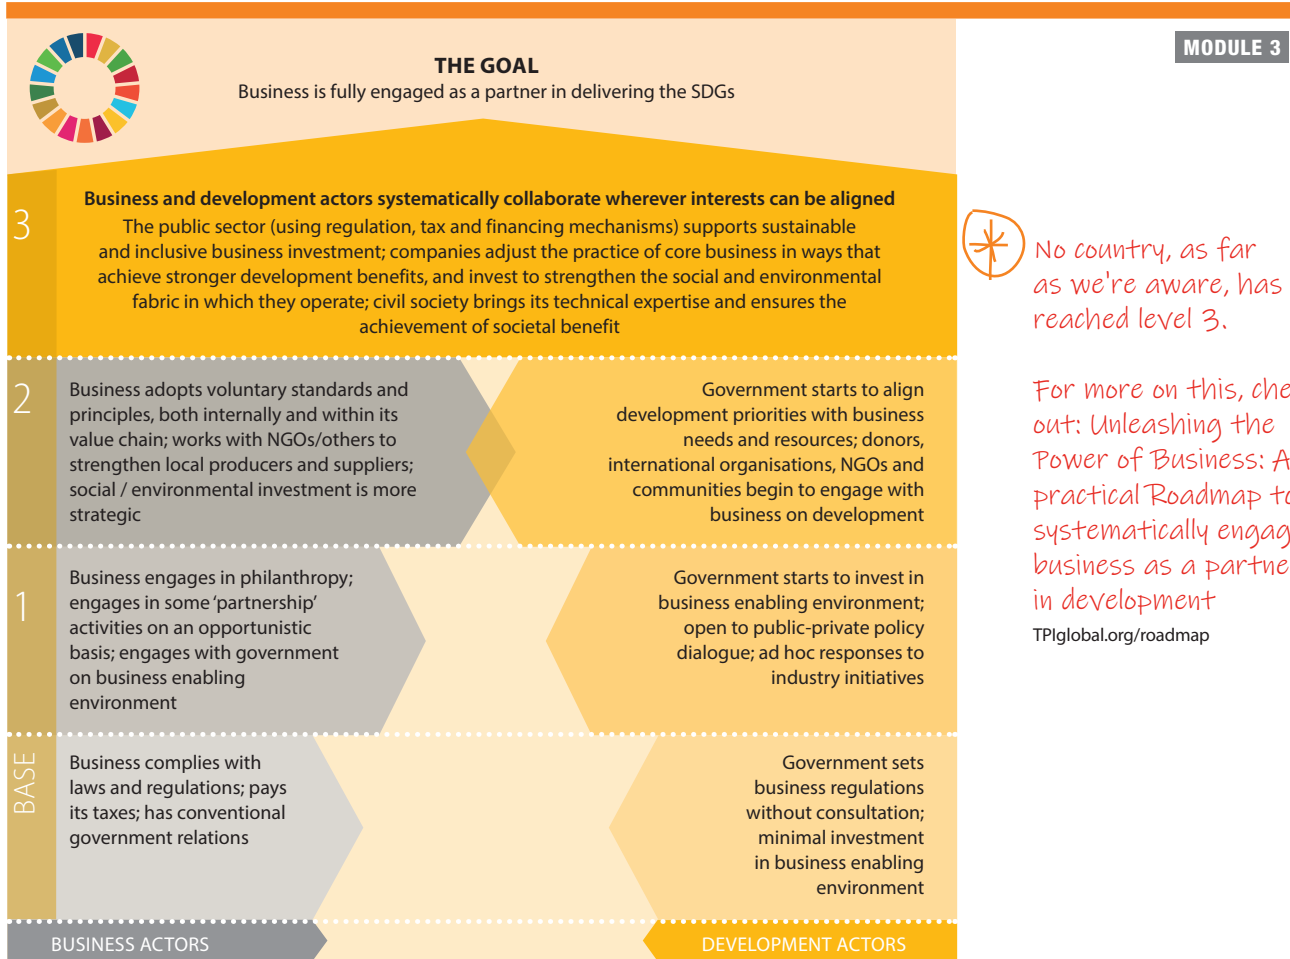 MODULE 3
THE GOAL
Business is fully engaged as a partner in delivering the SDGs
3
Business and development actors systematically collaborate wherever interests can be aligned
The public sector (using regulation, tax and financing mechanisms) supports sustainable
and inclusive business investment; companies adjust the practice of core business in ways that
achieve stronger development benefits, and invest to strengthen the social and environmental
fabric in which they operate; civil society brings its technical expertise and ensures the
achievement of societal benefit
2
Business adopts voluntary standards and
principles, both internally and within its
value chain; works with NGOs/others to
strengthen local producers and suppliers;
social / environmental investment is more
strategic
Government starts to align
development priorities with business
needs and resources; donors,
international organisations, NGOs and
communities begin to engage with
business on development
1
Business engages in philanthropy;
engages in some ‘partnership’
activities on an opportunistic
basis; engages with government
on business enabling
environment
Government starts to invest in
business enabling environment;
open to public-private policy
dialogue; ad hoc responses to
industry initiatives
BASE
Business complies with
laws and regulations; pays
its taxes; has conventional
government relations
Government sets
business regulations
without consultation;
minimal investment
in business enabling
environment
BUSINESS ACTORS
DEVELOPMENT ACTORS
No country, as far
as we're aware, has
reached level 3.
For more on this,
out: Unleashing the
Power of Business: A
practical Roadmap to
systematically
business as a
in development
TPIglobal.org/roadmap